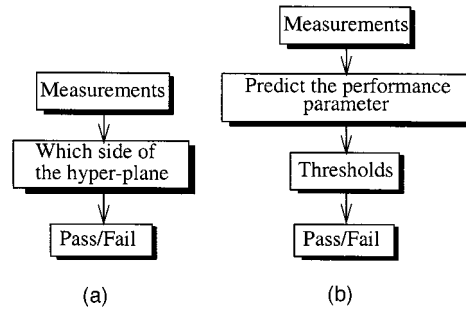 Measurements
Which side of
the hyper-plane
Pass/Fail
(a)
Measurements
Predict the performance
parameter
Thresholds
Pass/Fail
(b)